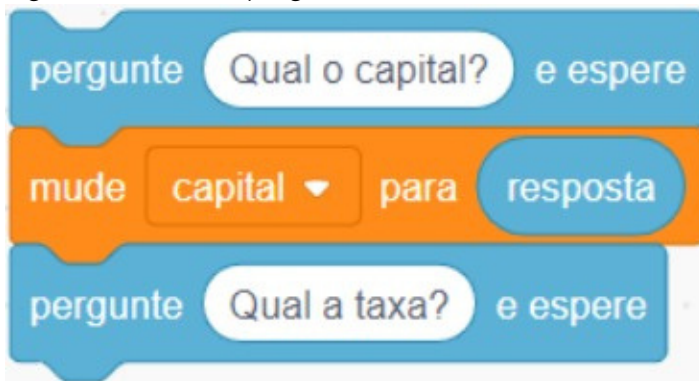 pergunte Qual o capital? e espere
mude capital para resposta
pergunte Qual a taxa? e espere